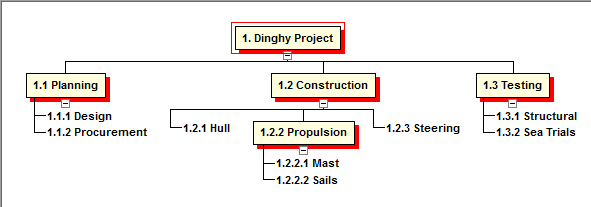 1. Dinghy Project
1.1 Planning
1.2 Construction
1.3 Testing
1.1.1 Design
1.1.2 Procurement
1.2.1 Hull
1.2.2 Propulsion
1.2.3 Steering
1.3.1 Structural
1.3.2 Sea Trials
1.2.2.1 Mast
1.2.2.2 Sails